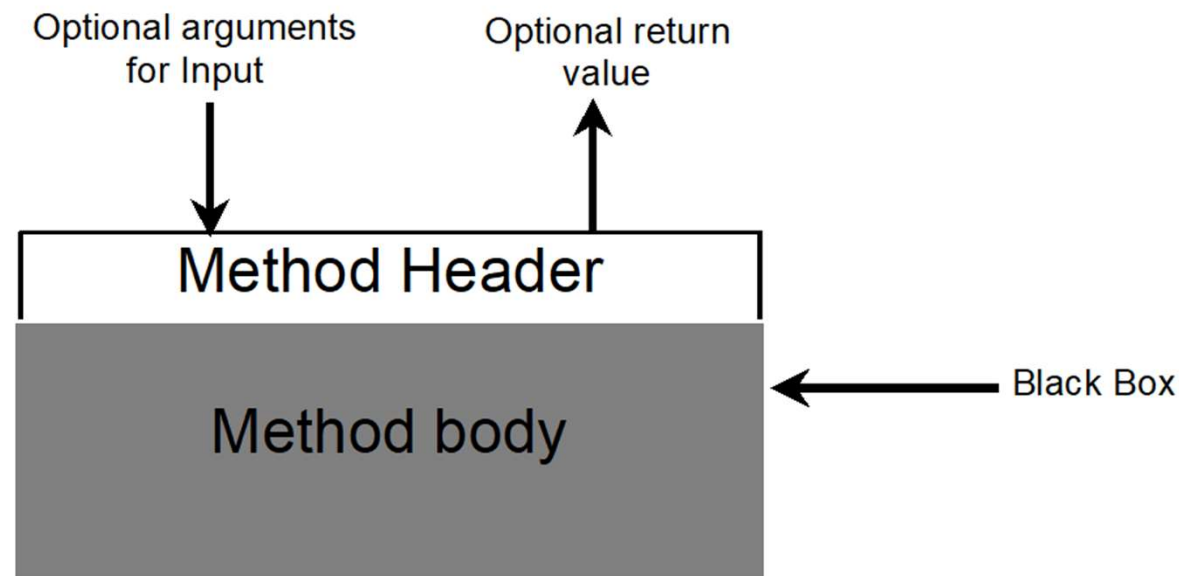 Optional arguments
for Input
Optional return
value
Method Header
Black Box
Method body